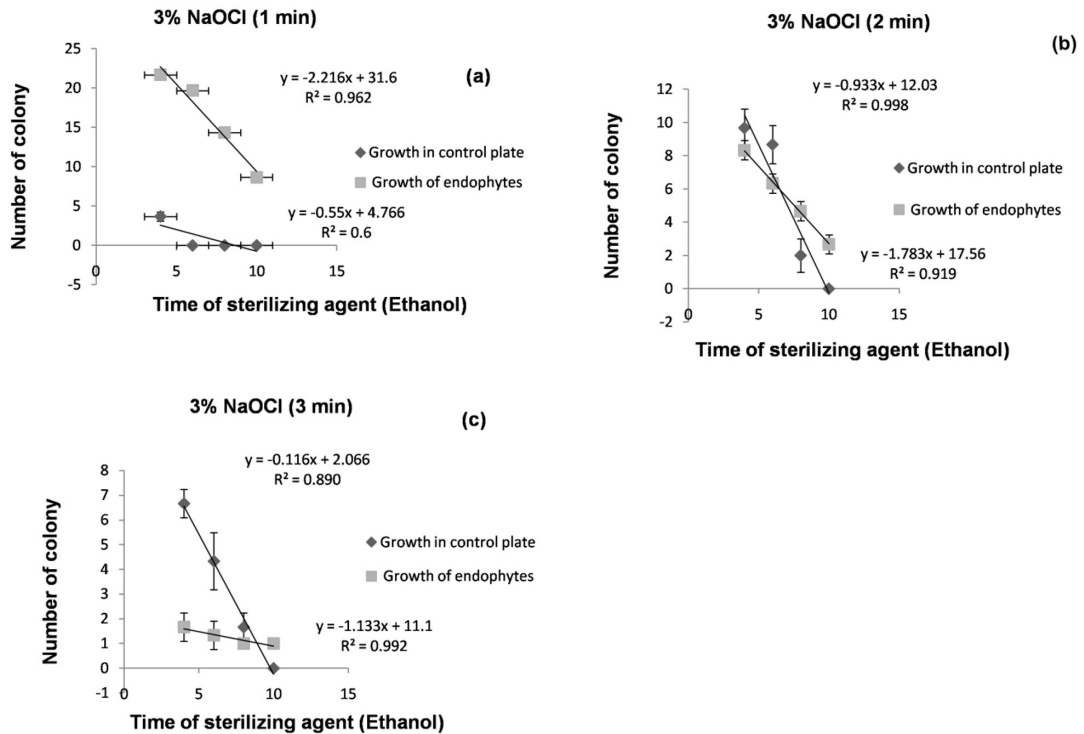 3% NaOCl (1 min)
(a)
Number of colony
25
20
15
10
5
0
-5
0
5
10
15
y = -2.216x + 31.6
R² = 0.962
Growth in control plate
Growth of endophytes
y = -0.55x + 4.766
R² = 0.6
Time of sterilizing agent (Ethanol)
3% NaOCl (2 min)
(b)
Number of colony
12
10
8
6
4
2
0
-2
0
5
10
15
y = -0.933x + 12.03
R² = 0.998
Growth in control plate
Growth of endophytes
y = -1.783x + 17.56
R² = 0.919
Time of sterilizing agent (Ethanol)
3% NaOCl (3 min)
(c)
Number of colony
8
7
6
5
4
3
2
1
0
-1
0
5
10
15
y = -0.116x + 2.066
R² = 0.890
Growth in control plate
Growth of endophytes
y = -1.133x + 11.1
R² = 0.992
Time of sterilizing agent (Ethanol)